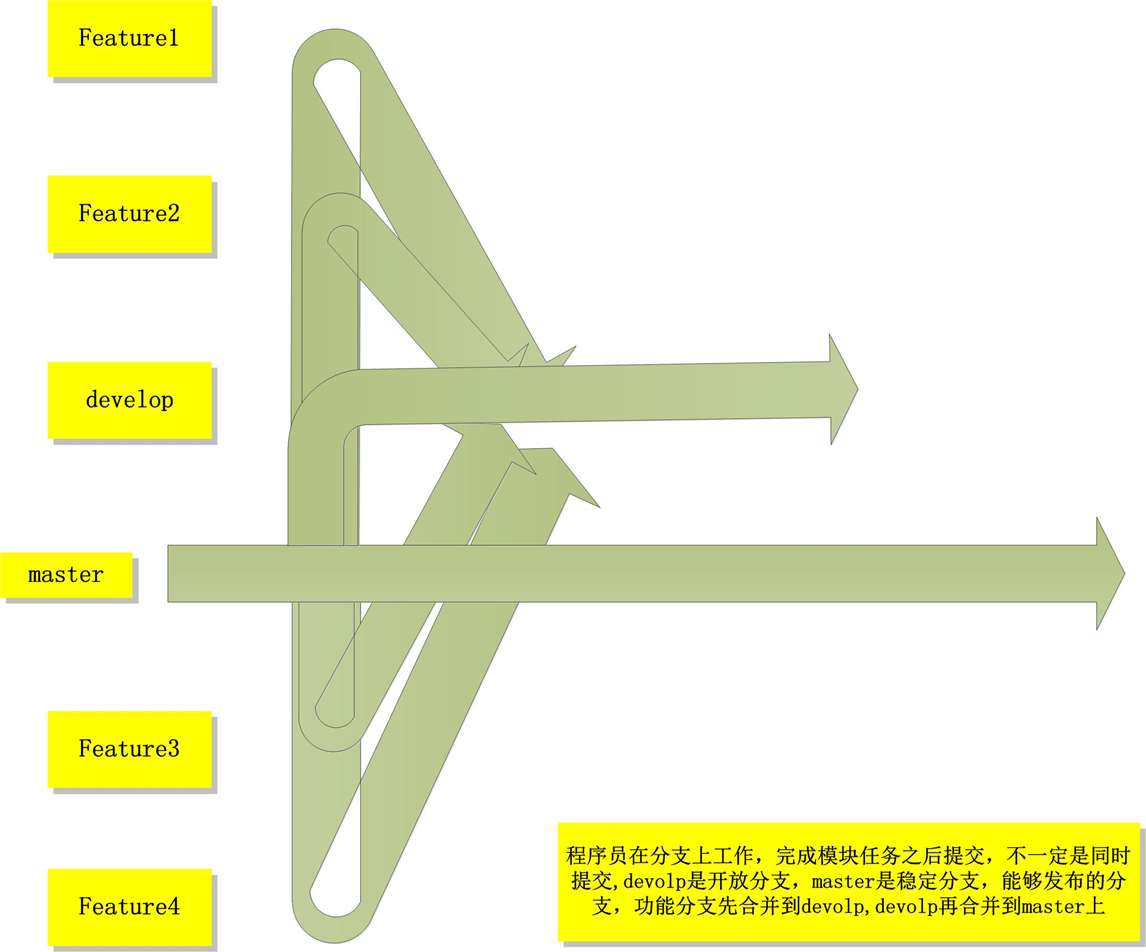 Feature1
Feature2
develop
master
Feature3
Feature4
程序员在分支上工作，完成模块任务之后提交，不一定是同时
提交,devolp是开放分支，master是稳定分支，能够发布的分
支，功能分支先合并到devolp,devolp再合并到master上